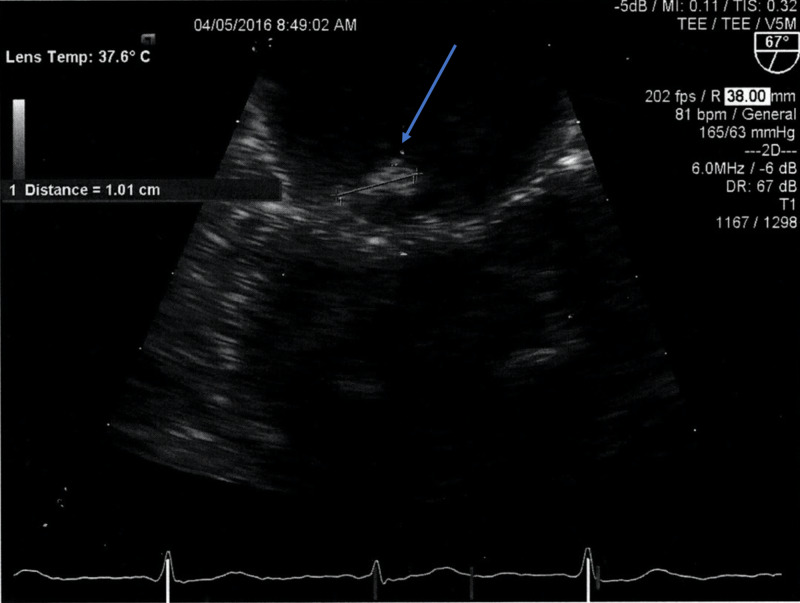 -5dB / MI: 0.11 / TIS: 0.32
04/05/2016 8:49:02 AM
TEE / TEE / V5M
67°
Lens Temp: 37.6° C
202 fps / R 38.00 mm
81 bpm / General
165/63 mmHg
---2D---
6.0MHz / -6 dB
DR: 67 dB
T1
1167 / 1298
1 Distance = 1.01 cm